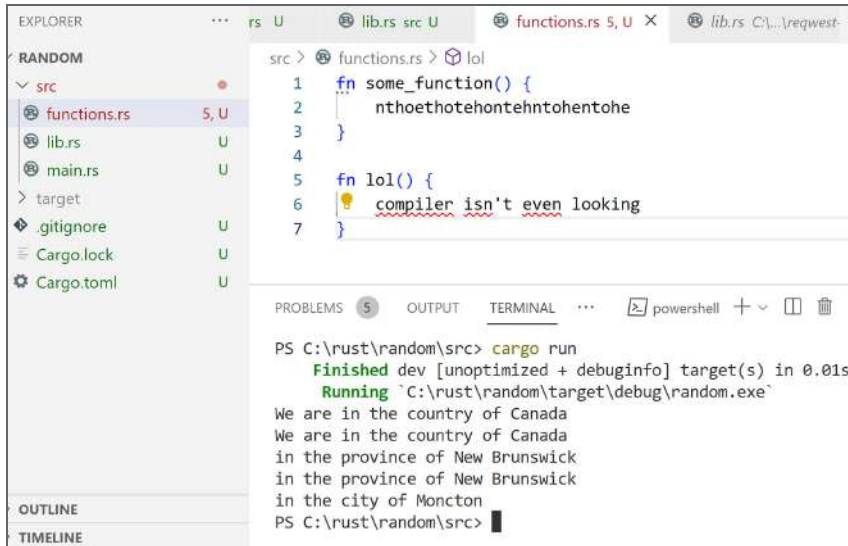 EXPLORER ...
RANDOM
src
functions.rs 5, U
lib.rs U
main.rs U
target
.gitignore U
Cargo.lock U
Cargo.toml U
OUTLINE
TIMELINE
rs U lib.rs src U functions.rs 5, U lib.rs C:\...\reqwest-
src > functions.rs > lol
1 fn some_function() {
2 nthoethotehontehntohentohe
3 }
4
5 fn lol() {
6 compiler isn't even looking
7 }
PROBLEMS 5 OUTPUT TERMINAL ... powershell
PS C:\rust\random\src> cargo run
Finished dev [unoptimized + debuginfo] target(s) in 0.01s
Running `C:\rust\random\target\debug\random.exe`
We are in the country of Canada
We are in the country of Canada
in the province of New Brunswick
in the province of New Brunswick
in the city of Moncton
PS C:\rust\random\src>